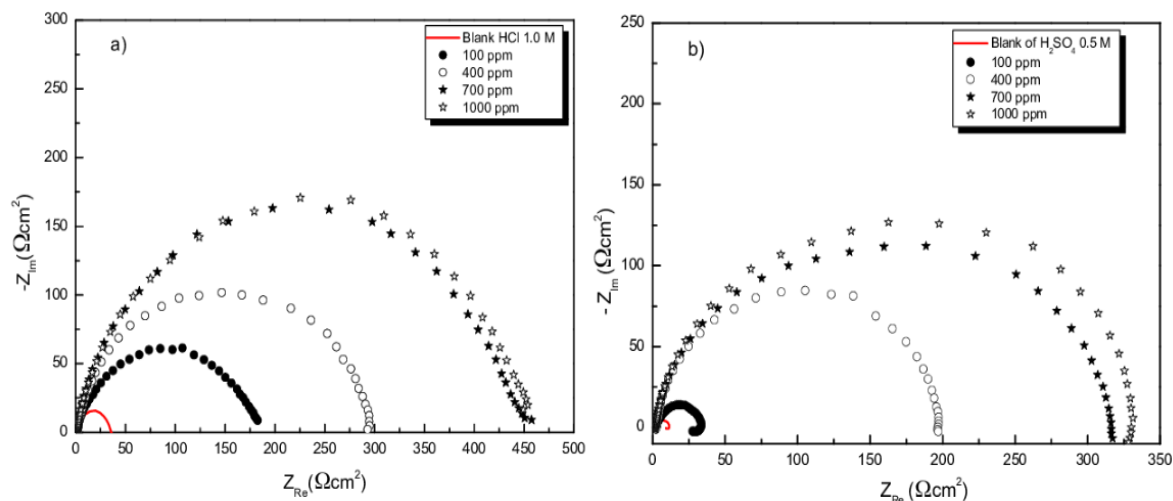 a)
Blank HCl 1.0 M
100 ppm
400 ppm
700 ppm
1000 ppm
300
250
200
150
100
50
0
-Z_Im(Ωcm²)
0 50 100 150 200 250 300 350 400 450 500
Z_Re(Ωcm²)
b)
Blank of H₂SO₄ 0.5 M
100 ppm
400 ppm
700 ppm
1000 ppm
250
200
150
100
50
0
- Z_Im (Ωcm²)
0 50 100 150 200 250 300 350
Z_Re(Ωcm²)